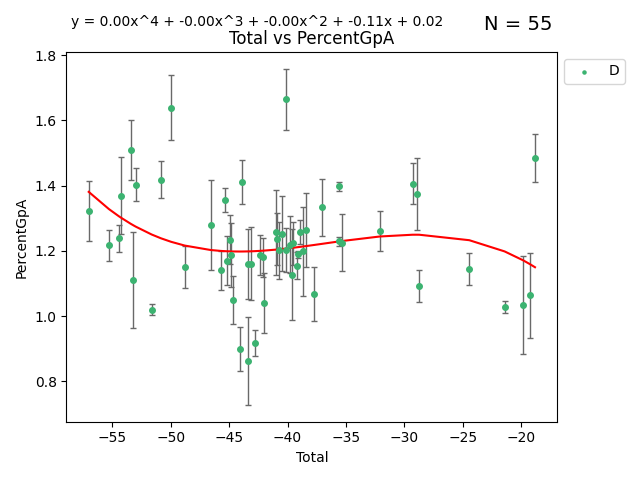 y = 0.00x^4 + -0.00x^3 + -0.00x^2 + -0.11x + 0.02
N = 55
Total vs PercentGpA
D
PercentGpA
1.8
1.6
1.4
1.2
1.0
0.8
−55 −50 −45 −40 −35 −30 −25 −20
Total